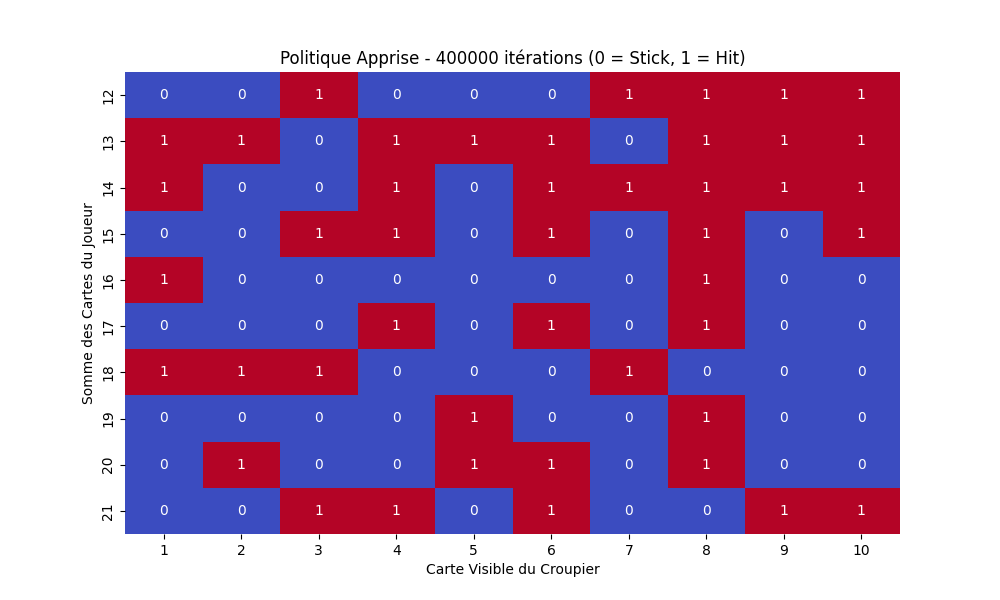 Politique Apprise - 400000 itérations (0 = Stick, 1 = Hit)
Somme des Cartes du Joueur
12 0 0 1 0 0 0 1 1 1 1
13 1 1 0 1 1 1 0 1 1 1
14 1 0 0 1 0 1 1 1 1 1
15 0 0 1 1 0 1 0 1 0 1
16 1 0 0 0 0 0 0 1 0 0
17 0 0 0 1 0 1 0 1 0 0
18 1 1 1 0 0 0 1 0 0 0
19 0 0 0 0 1 0 0 1 0 0
20 0 1 0 0 1 1 0 1 0 0
21 0 0 1 1 0 1 0 0 1 1
1 2 3 4 5 6 7 8 9 10
Carte Visible du Croupier